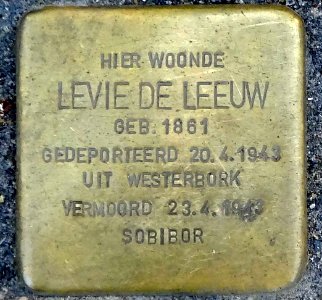 HIER WOONDE
LEVIE DE LEEUW
GEB. 1861
GEDEPORTEERD 20.4.1943
UIT WESTERBORK
VERMOORD 23.4.1943
SOBIBOR